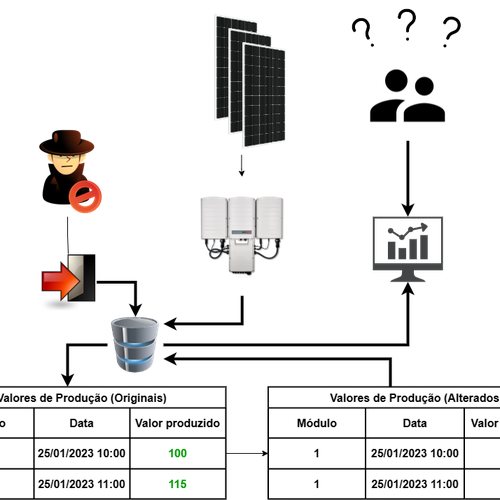 ? ? ?
Valores de Produção (Originais)
Data Valor produzido
25/01/2023 10:00 100
25/01/2023 11:00 115
Valores de Produção (Alterados
Módulo Data Valor
1 25/01/2023 10:00
1 25/01/2023 11:00